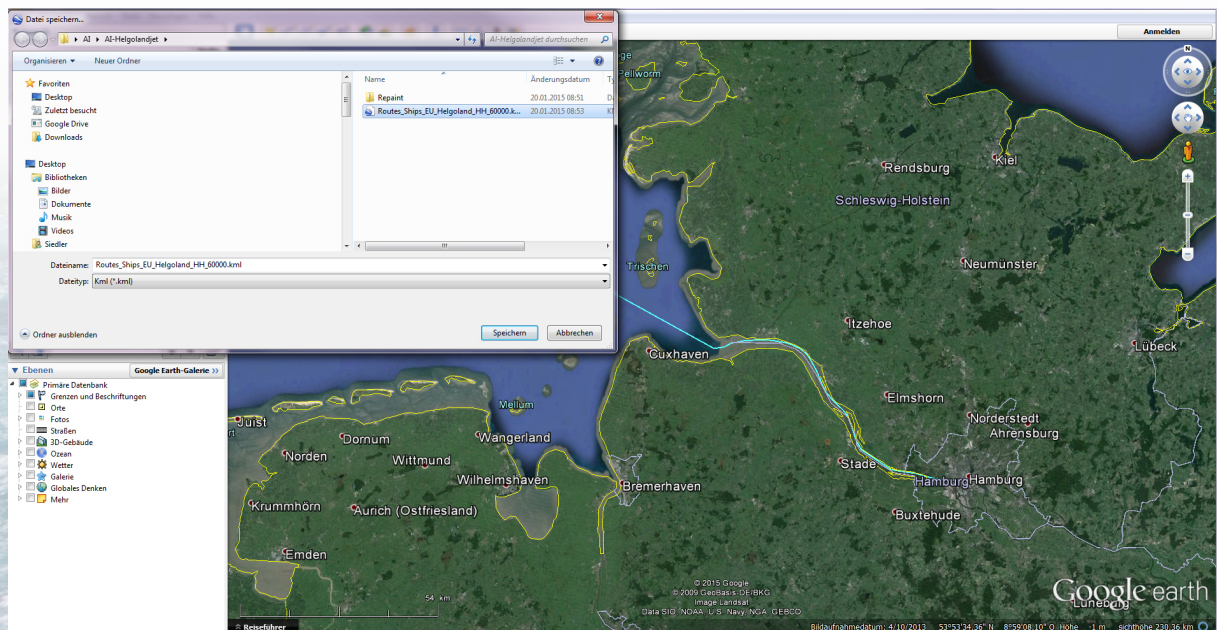 Datei speichern...
AI ▸ AI-Helgolandjet ▸
AI-Helgolandjet durchsuchen
Anmelden
Organisieren
Neuer Ordner
Favoriten
Desktop
Zuletzt besucht
Google Drive
Downloads
Desktop
Bibliotheken
Bilder
Dokumente
Musik
Videos
Siedler
Name
Änderungsdatum
Repaint
20.01.2015 08:51
Routes_Ships_EU_Helgoland_HH_60000.k...
20.01.2015 08:53
Dateiname:
Routes_Ships_EU_Helgoland_HH_60000.kml
Dateityp:
Kml (*.kml)
Ordner ausblenden
Speichern
Abbrechen
Ebenen
Google Earth-Galerie >>
Primäre Datenbank
Grenzen und Beschriftungen
Orte
Fotos
Straßen
3D-Gebäude
Ozean
Wetter
Galerie
Globales Denken
Mehr
N
Pellworm
Rendsburg
Kiel
Schleswig-Holstein
Trischen
Neumünster
Itzehoe
Lübeck
Cuxhaven
Elmshorn
Mellum
Norderstedt
Ahrensburg
Juist
Dornum
Wangerland
Norden
Wittmund
Stade
Wilhelmshaven
Hamburg
Hamburg
Bremerhaven
Krummhörn
Aurich (Ostfriesland)
Buxtehude
Emden
54 km
© 2015 Google
© 2009 GeoBasis-DE/BKG
Image Landsat
Data SIO, NOAA, U.S. Navy, NGA, GEBCO
Google earth
Lüneburg
Reiseführer
Bildaufnahmedatum: 4/10/2013 53°53'34.36" N 8°59'08.10" O Höhe -1 m sichthöhe 230.36 km